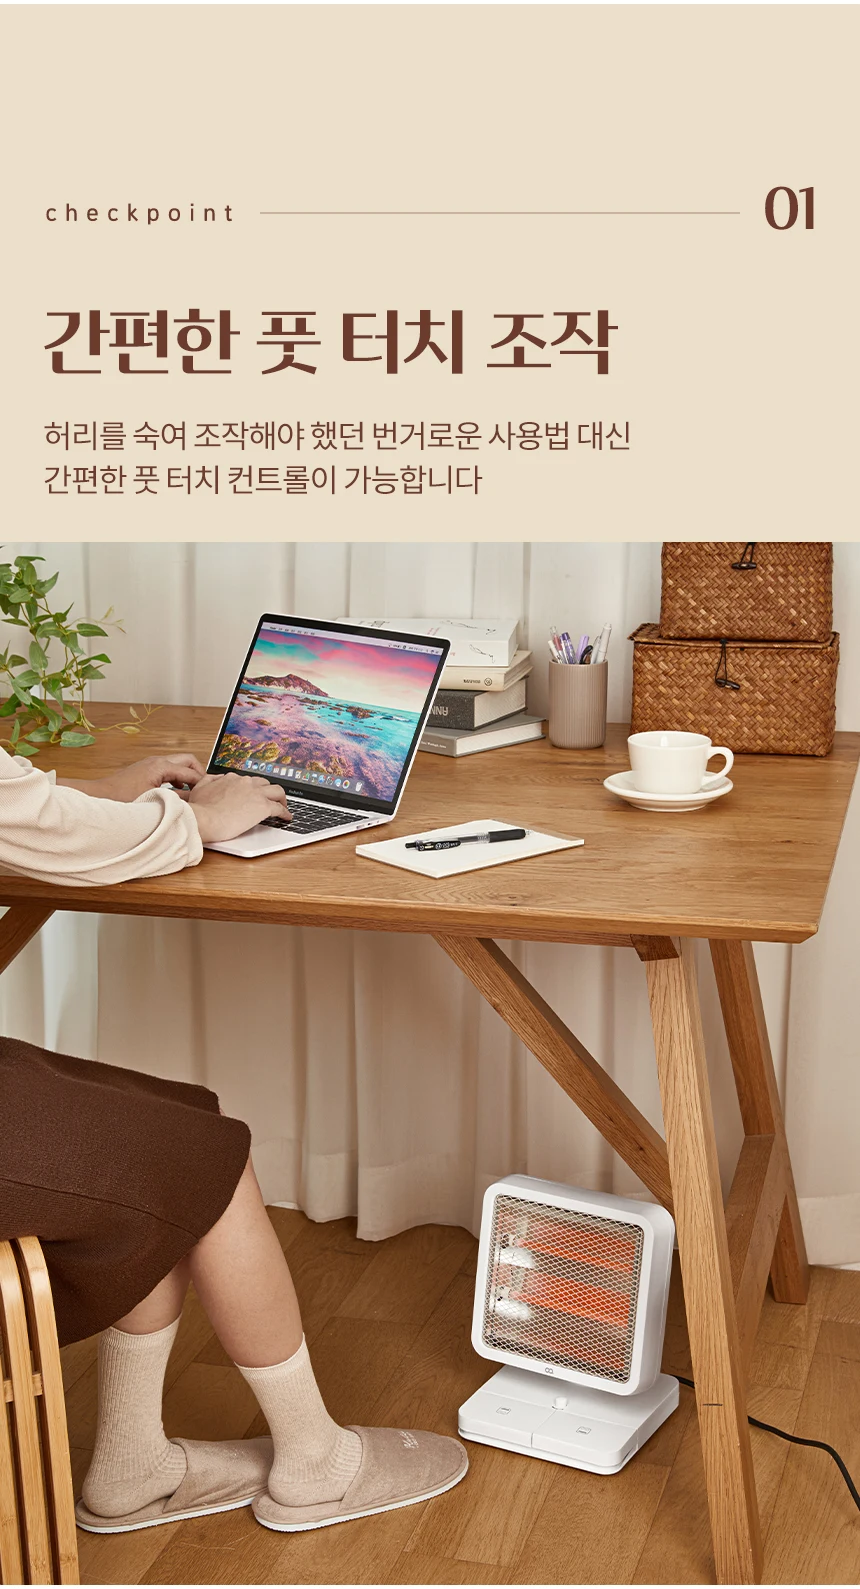 checkpoint
01
간편한 풋 터치 조작
허리를 숙여 조작해야 했던 번거로운 사용법 대신
간편한 풋 터치 컨트롤이 가능합니다